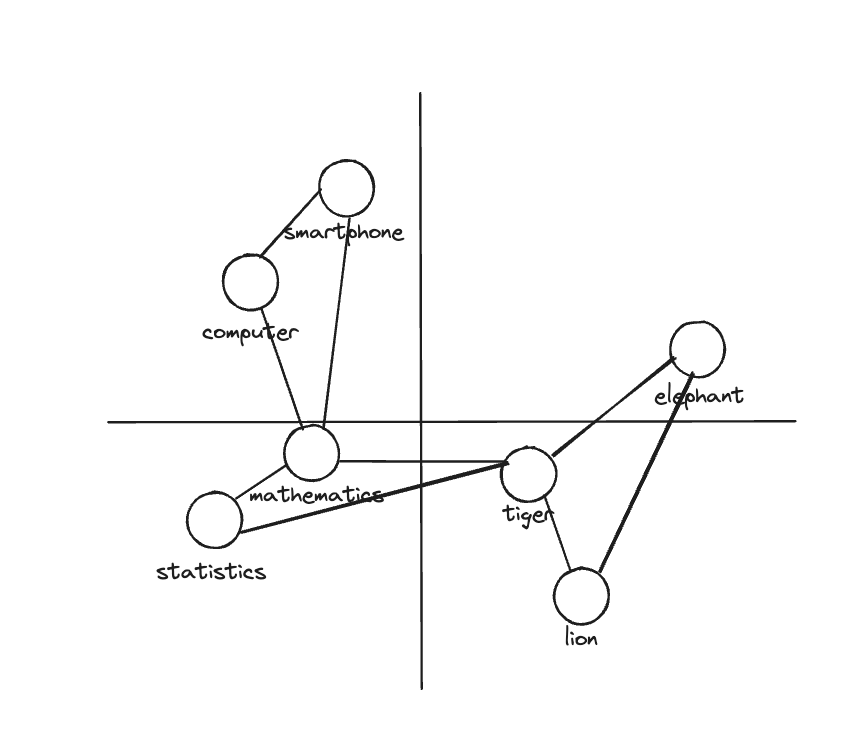 smartphone
computer
elephant
mathematics
tiger
statistics
lion